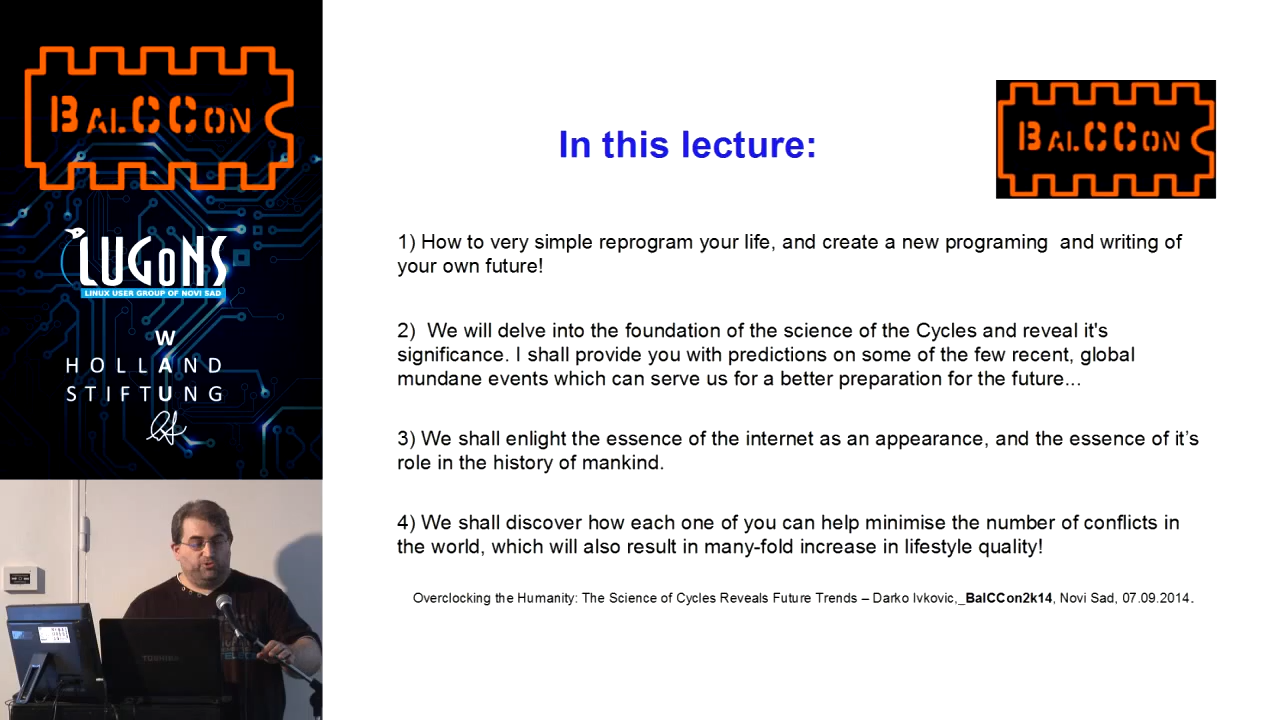 BALCCON
LUGoNS
LINUX USER GROUP OF NOVI SAD
W
HOLLAND
STIFTUNG
U
In this lecture:
BALCCON
1) How to very simple reprogram your life, and create a new programing  and writing of
your own future!
2)  We will delve into the foundation of the science of the Cycles and reveal it's
significance. I shall provide you with predictions on some of the few recent, global
mundane events which can serve us for a better preparation for the future...
3) We shall enlight the essence of the internet as an appearance, and the essence of it’s
role in the history of mankind.
4) We shall discover how each one of you can help minimise the number of conflicts in
the world, which will also result in many-fold increase in lifestyle quality!
Overclocking the Humanity: The Science of Cycles Reveals Future Trends – Darko Ivkovic,_BalCCon2k14, Novi Sad, 07.09.2014.
TOSHIBA